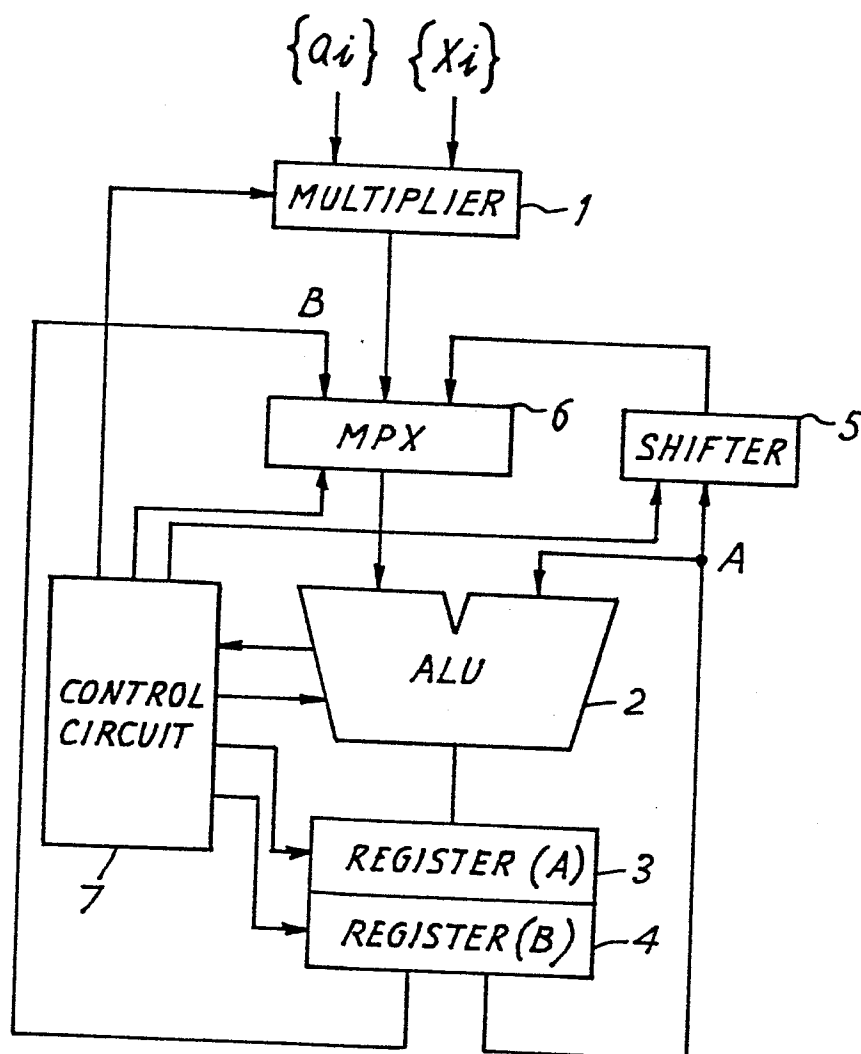 {ai} {Xi}
MULTIPLIER 1
B
MPX 6
SHIFTER 5
A
ALU 2
CONTROL
CIRCUIT
7
REGISTER (A) 3
REGISTER (B) 4